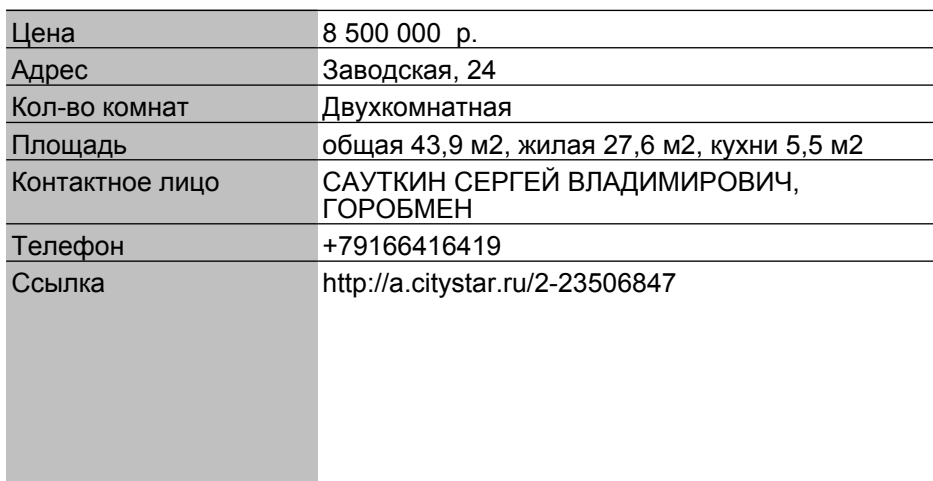 Цена 8 500 000 р.
Адрес Заводская, 24
Кол-во комнат Двухкомнатная
Площадь общая 43,9 м2, жилая 27,6 м2, кухни 5,5 м2
Контактное лицо САУТКИН СЕРГЕЙ ВЛАДИМИРОВИЧ,
ГОРОБМЕН
Телефон +79166416419
Ссылка http://a.citystar.ru/2-23506847